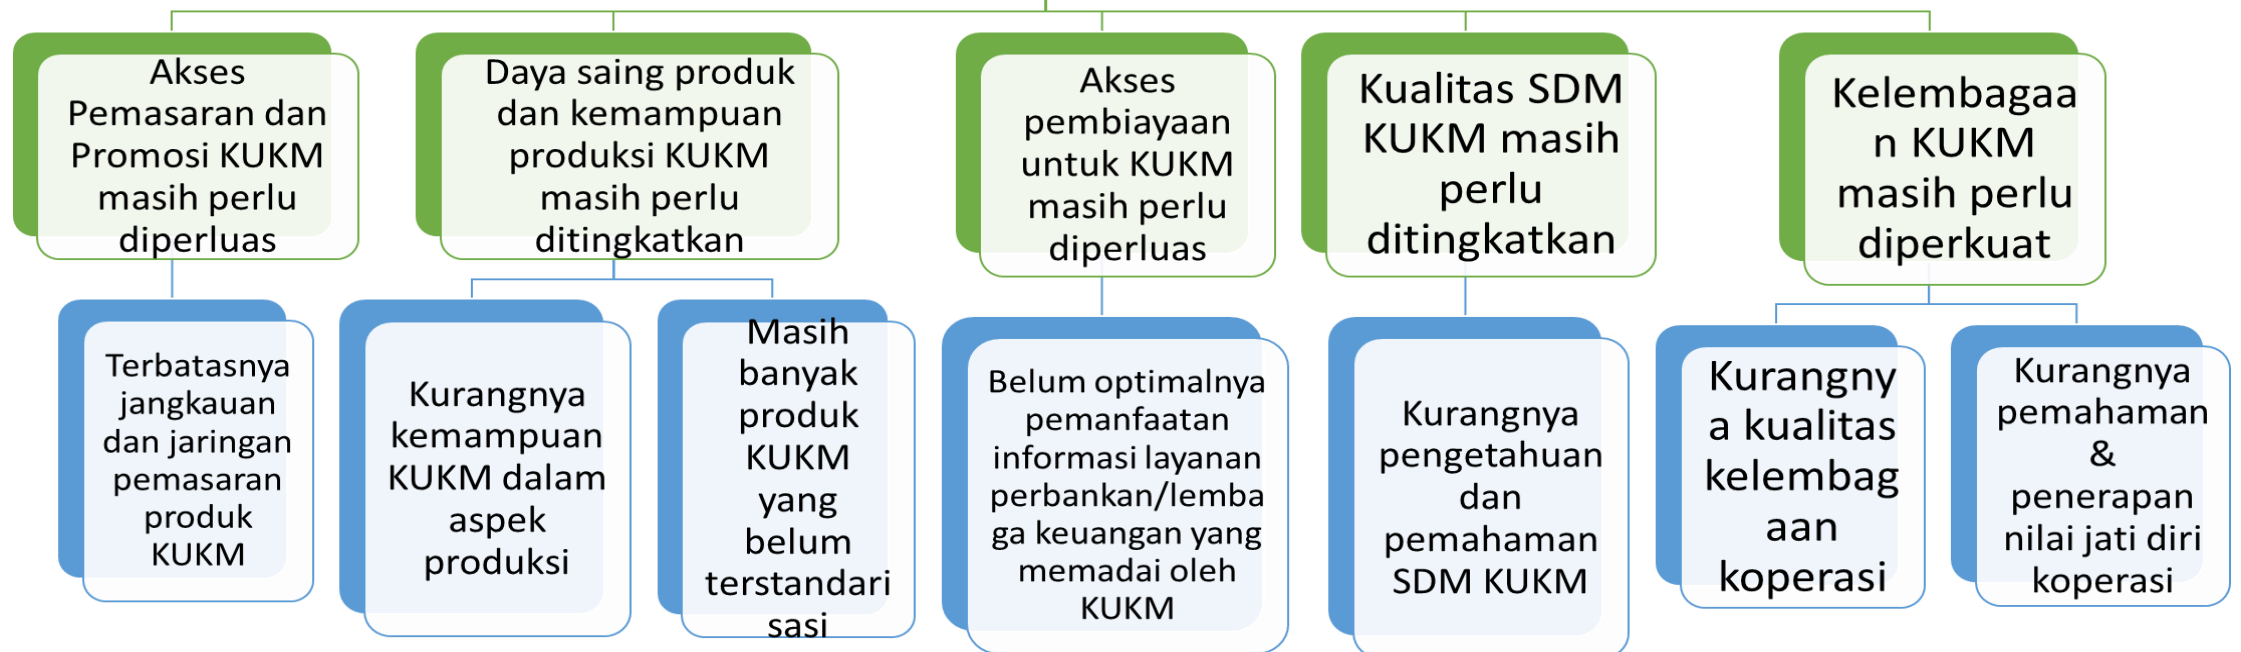 Akses
Pemasaran dan
Promosi KUKM
masih perlu
diperluas
Daya saing produk
dan kemampuan
produksi KUKM
masih perlu
ditingkatkan
Akses
pembiayaan
untuk KUKM
masih perlu
diperluas
Kualitas SDM
KUKM masih
perlu
ditingkatkan
Kelembagaa
n KUKM
masih perlu
diperkuat
Terbatasnya
jangkauan
dan jaringan
pemasaran
produk
KUKM
Kurangnya
kemampuan
KUKM dalam
aspek
produksi
Masih
banyak
produk
KUKM
yang
belum
terstandari
sasi
Belum optimalnya
pemanfaatan
informasi layanan
perbankan/lemba
ga keuangan yang
memadai oleh
KUKM
Kurangnya
pengetahuan
dan
pemahaman
SDM KUKM
Kurangny
a kualitas
kelembag
aan
koperasi
Kurangnya
pemahaman
&
penerapan
nilai jati diri
koperasi